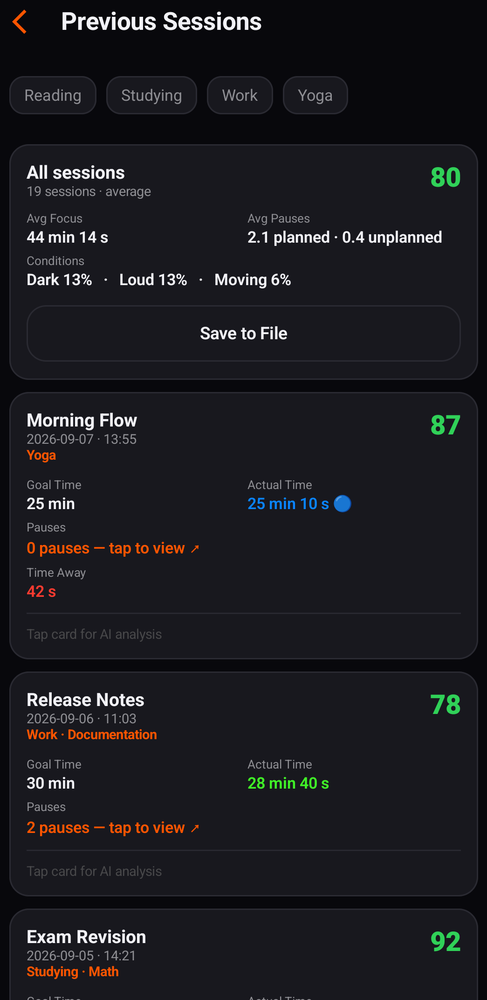 Previous Sessions
Reading Studying Work Yoga
All sessions 80
19 sessions · average
Avg Focus Avg Pauses
44 min 14 s 2.1 planned · 0.4 unplanned
Conditions
Dark 13% · Loud 13% · Moving 6%
Save to File
Morning Flow 87
2026-09-07 · 13:55
Yoga
Goal Time Actual Time
25 min 25 min 10 s 🔵
Pauses
0 pauses — tap to view ↗
Time Away
42 s
Tap card for AI analysis
Release Notes 78
2026-09-06 · 11:03
Work · Documentation
Goal Time Actual Time
30 min 28 min 40 s
Pauses
2 pauses — tap to view ↗
Tap card for AI analysis
Exam Revision 92
2026-09-05 · 14:21
Studying · Math
Goal Time Actual Time